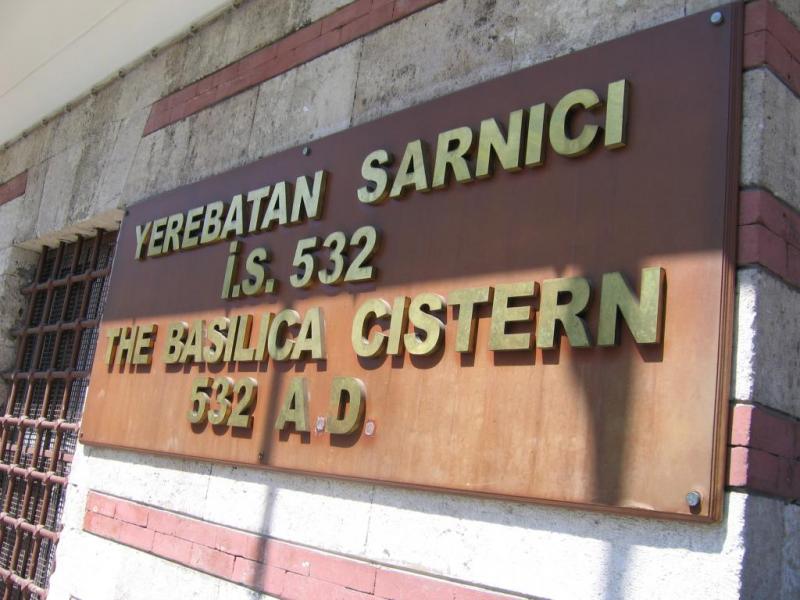 YEREBATAN SARNICI
İ.S. 532
THE BASILICA CISTERN
532 A.D.